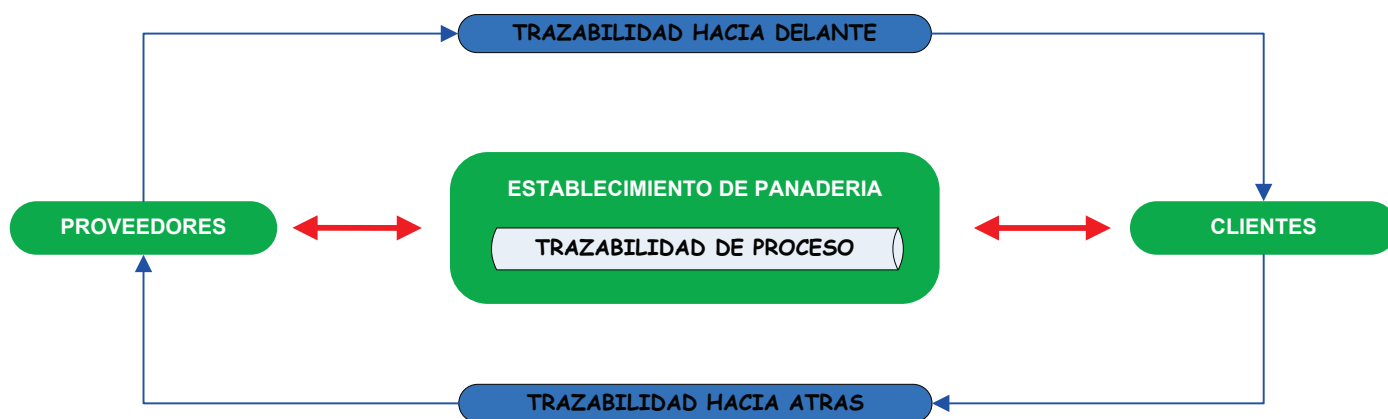 TRAZABILIDAD HACIA DELANTE
ESTABLECIMIENTO DE PANADERIA
PROVEEDORES
CLIENTES
TRAZABILIDAD DE PROCESO
TRAZABILIDAD HACIA ATRAS